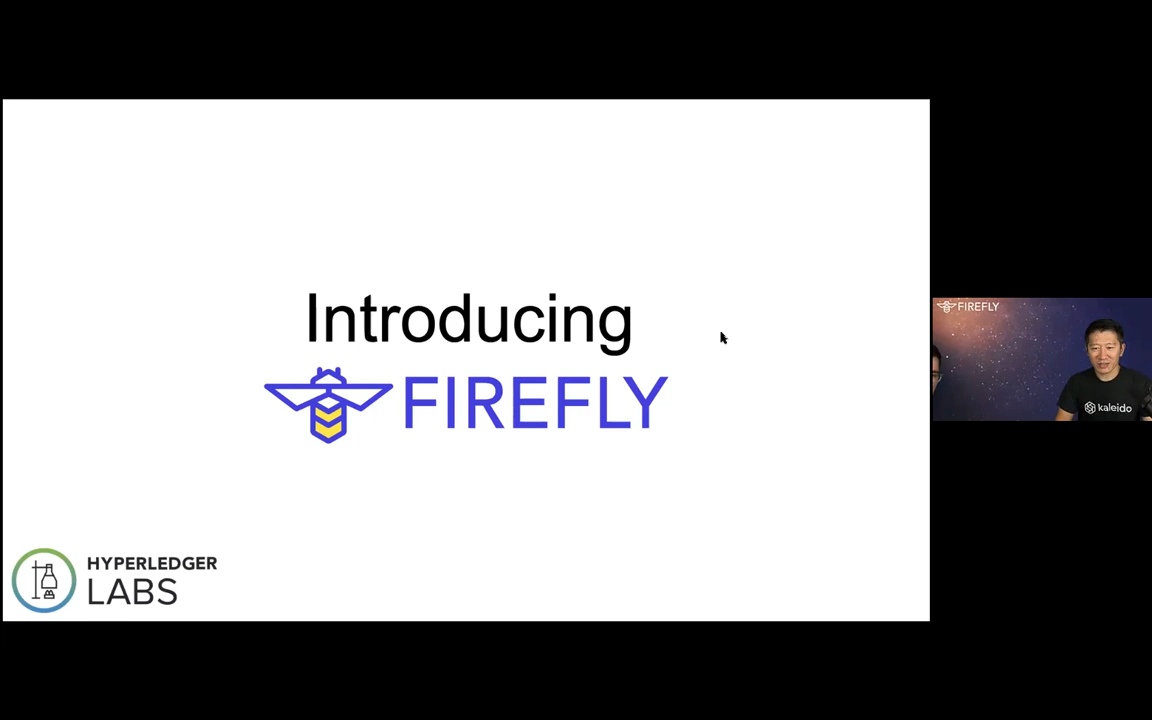 Introducing
FIREFLY
HYPERLEDGER
LABS
FIREFLY
kaleido